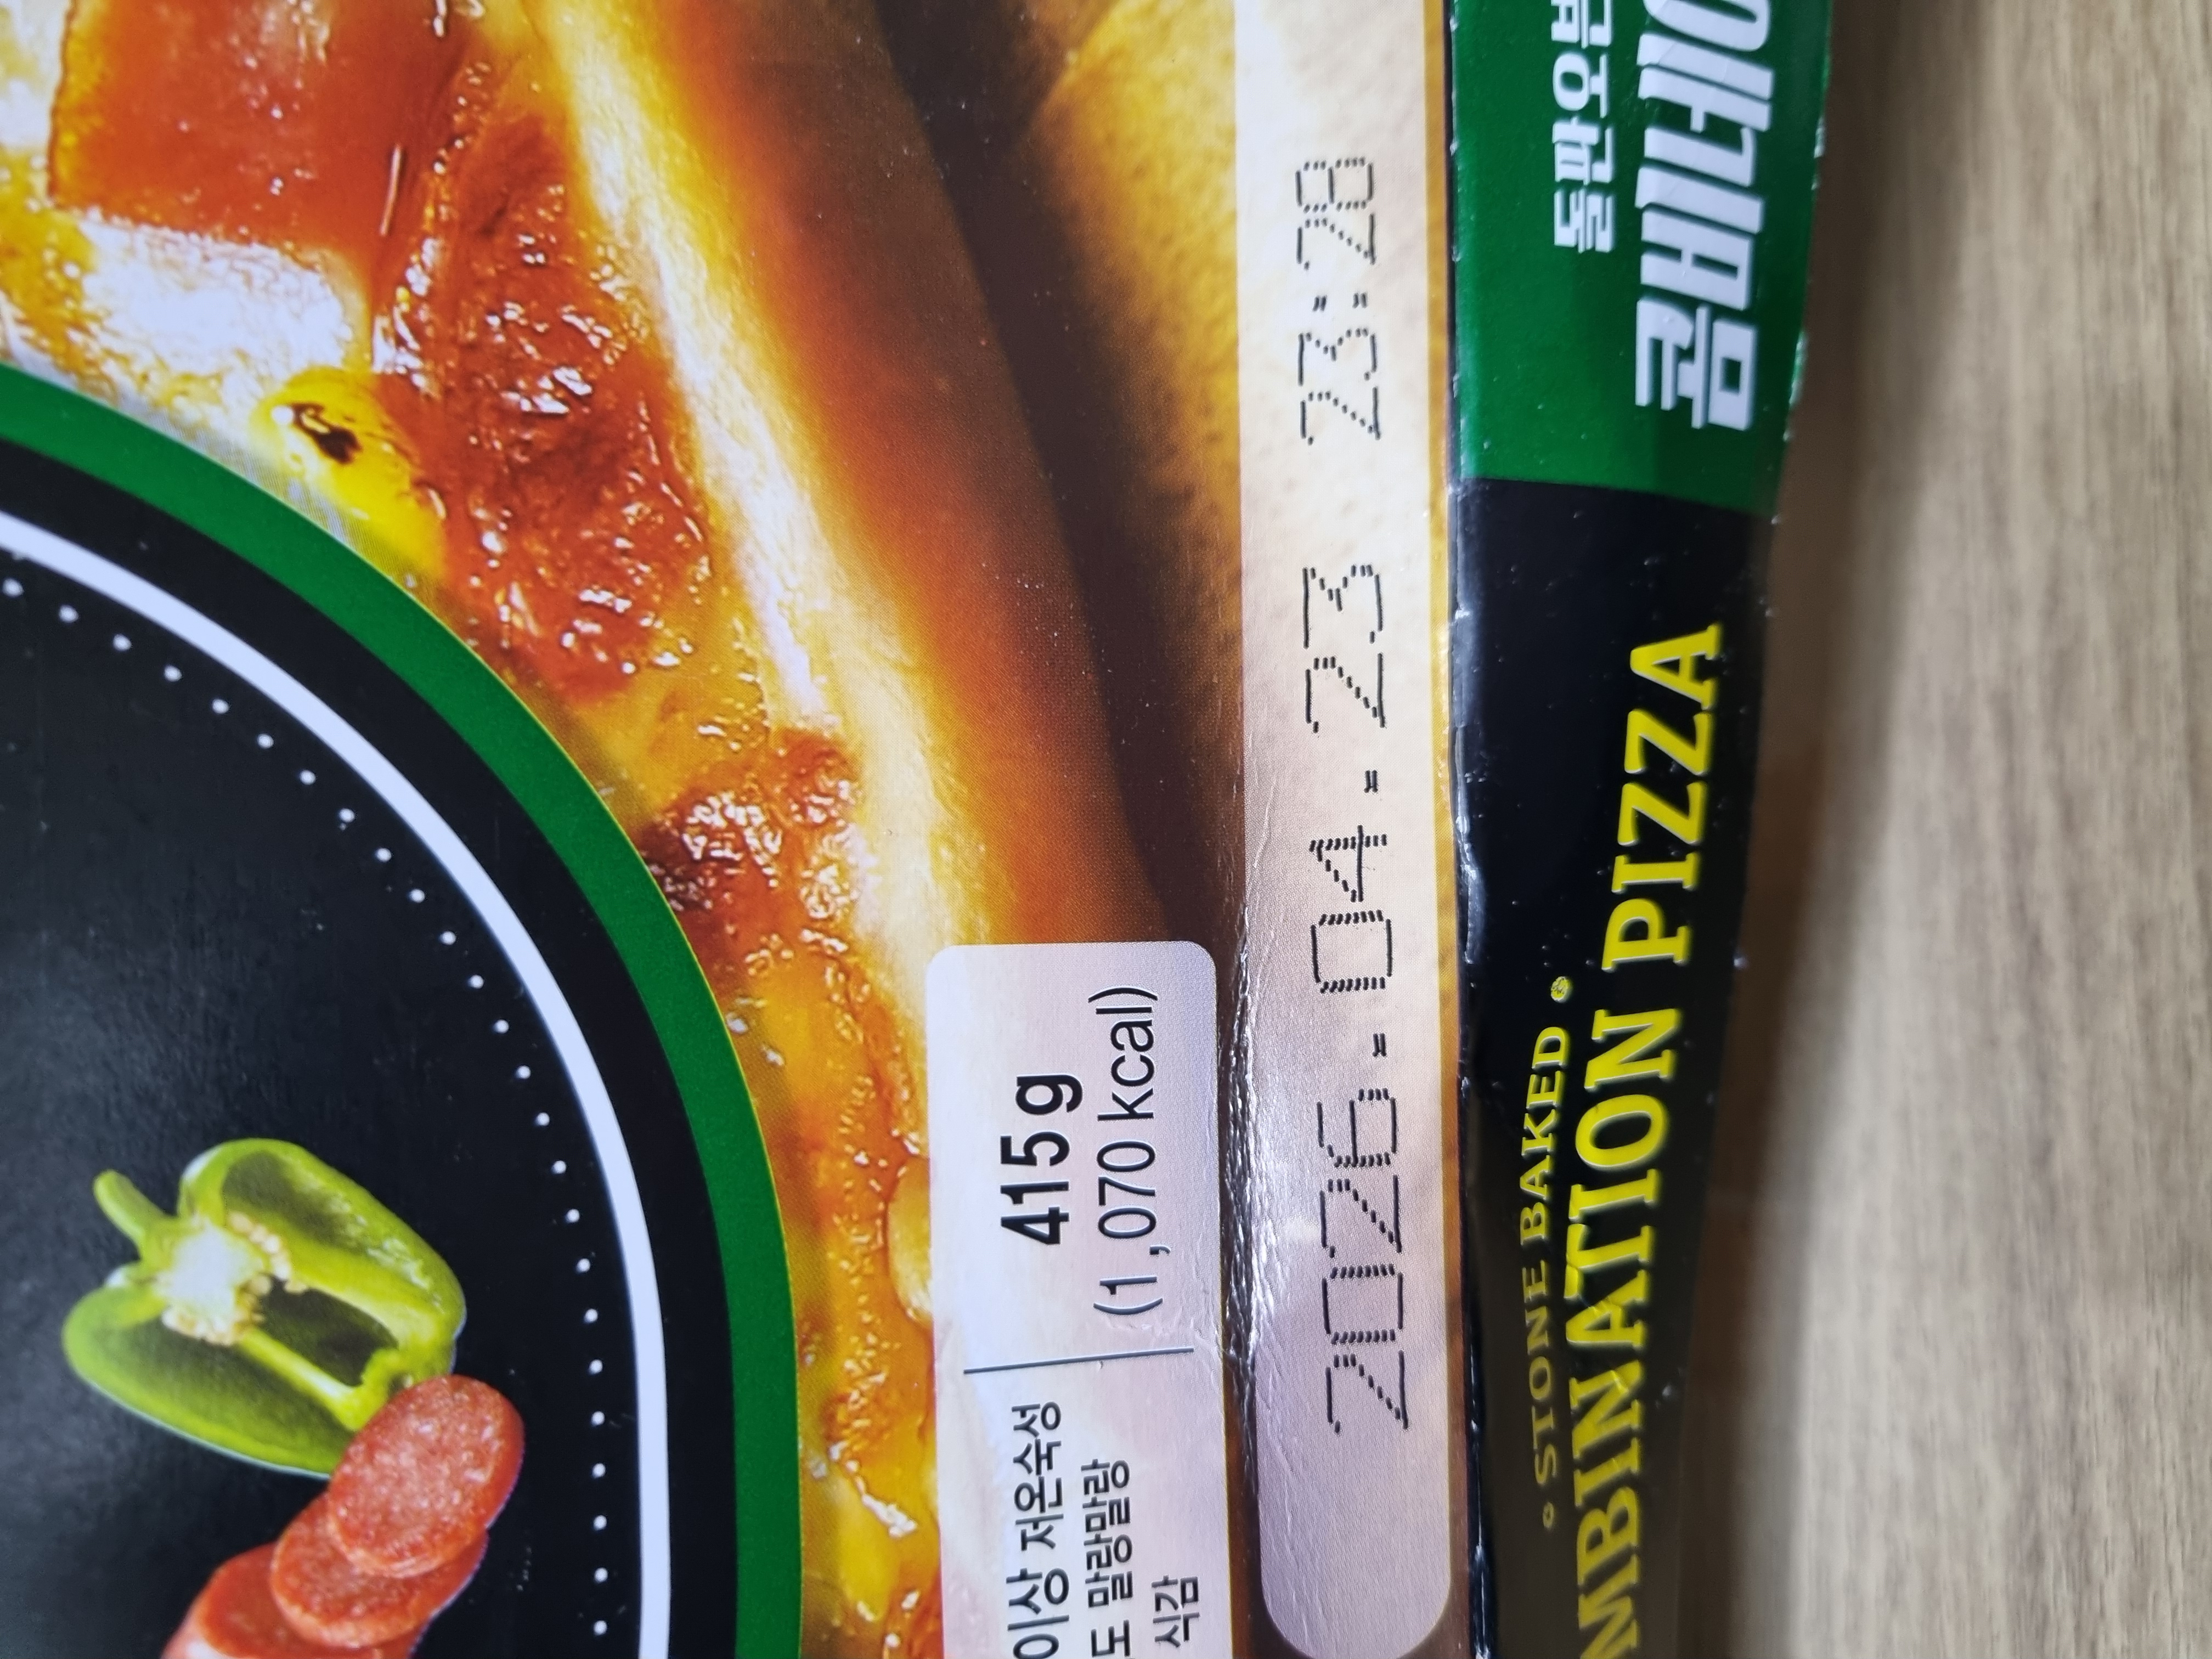 415 g
(1,070 kcal)
이상 저온숙성
도 말랑말랑
식감
2026.04.23 23:28
돌판오븐
콤비네이
• STONE BAKED •
MBINATION PIZZA